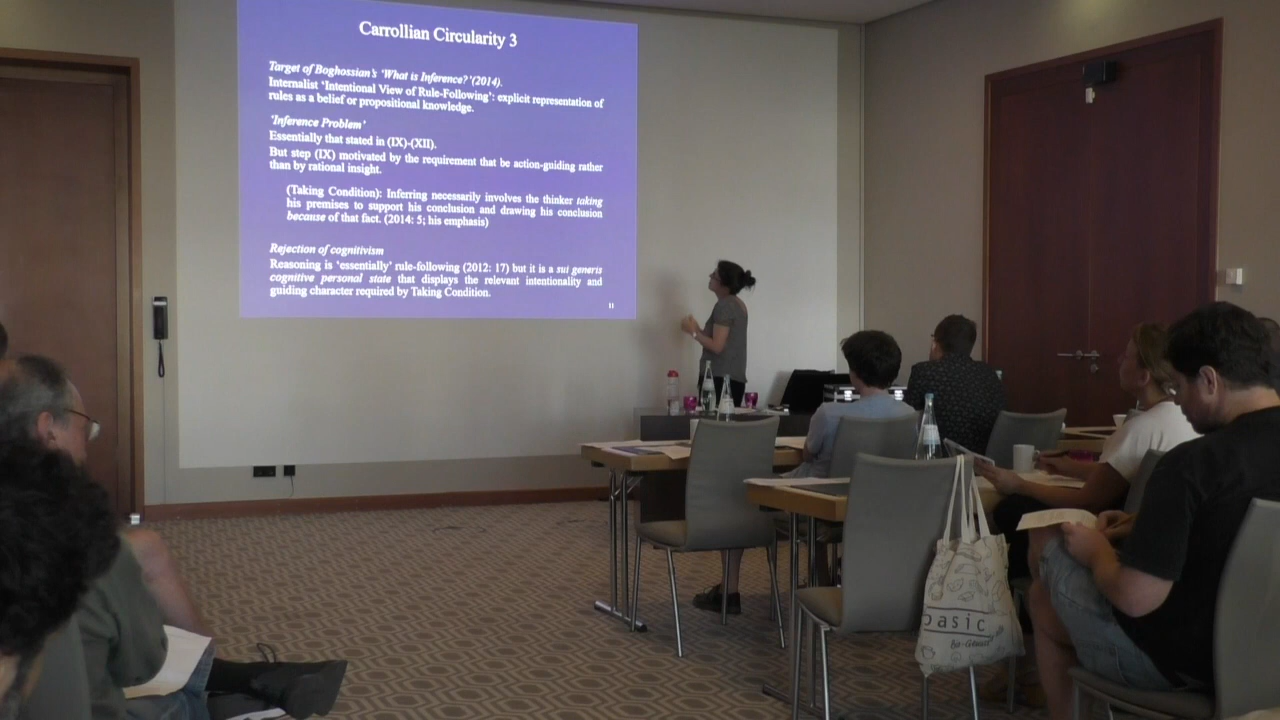 Carrollian Circularity 3
Target of Boghossian's 'What is Inference?'(2014).
Internalist 'Intentional View of Rule-Following': explicit representation of
rules as a belief or propositional knowledge.
'Inference Problem'
Essentially that stated in (IX)-(XII).
But step (IX) motivated by the requirement that be action-guiding rather
than by rational insight.
(Taking Condition): Inferring necessarily involves the thinker taking
his premises to support his conclusion and drawing his conclusion
because of that fact. (2014: 5; his emphasis)
Rejection of cognitivism
Reasoning is 'essentially' rule-following (2012: 17) but it is a sui generis
cognitive personal state that displays the relevant intentionality and
guiding character required by Taking Condition.
11
basic